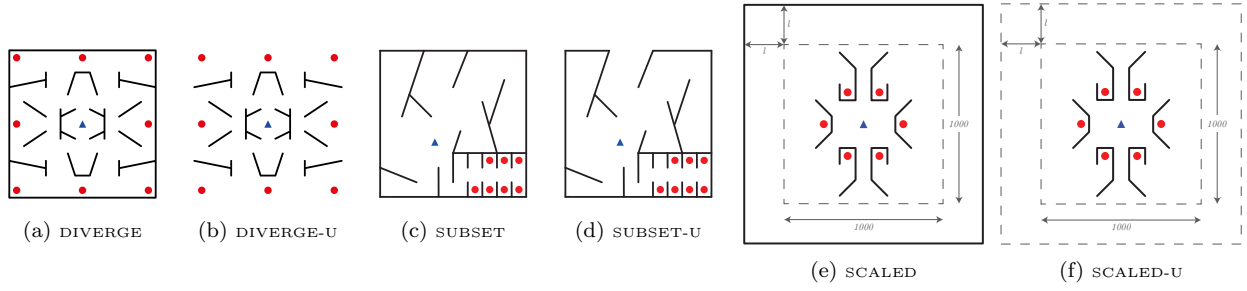 l
l
1000
1000
l
l
1000
1000
(a) DIVERGE
(b) DIVERGE-U
(c) SUBSET
(d) SUBSET-U
(e) SCALED
(f) SCALED-U